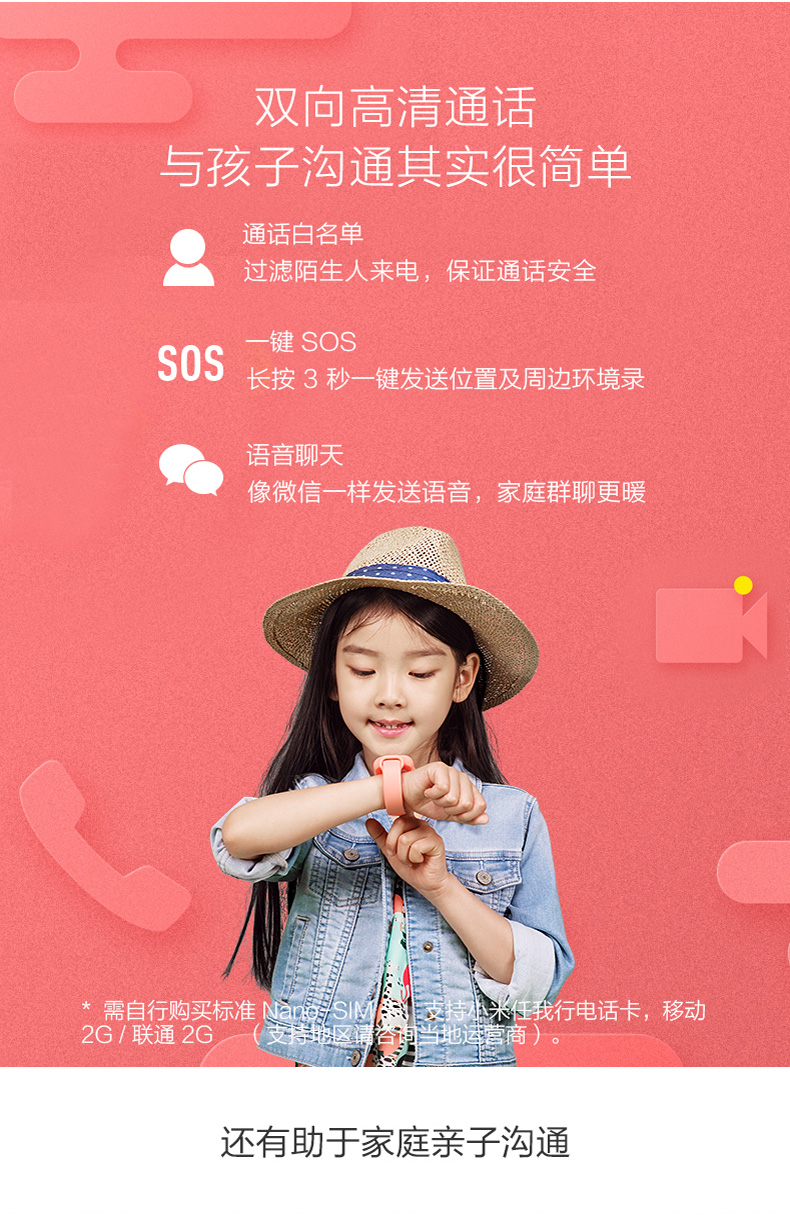 双向高清通话
与孩子沟通其实很简单
通话白名单
过滤陌生人来电，保证通话安全
SOS
一键 SOS
长按 3 秒一键发送位置及周边环境录
语音聊天
像微信一样发送语音，家庭群聊更暖
* 需自行购买标准 Nano-SIM 支持小米任我行电话卡，移动
2G / 联通 2G （支持地区请咨询当地运营商）。
还有助于家庭亲子沟通